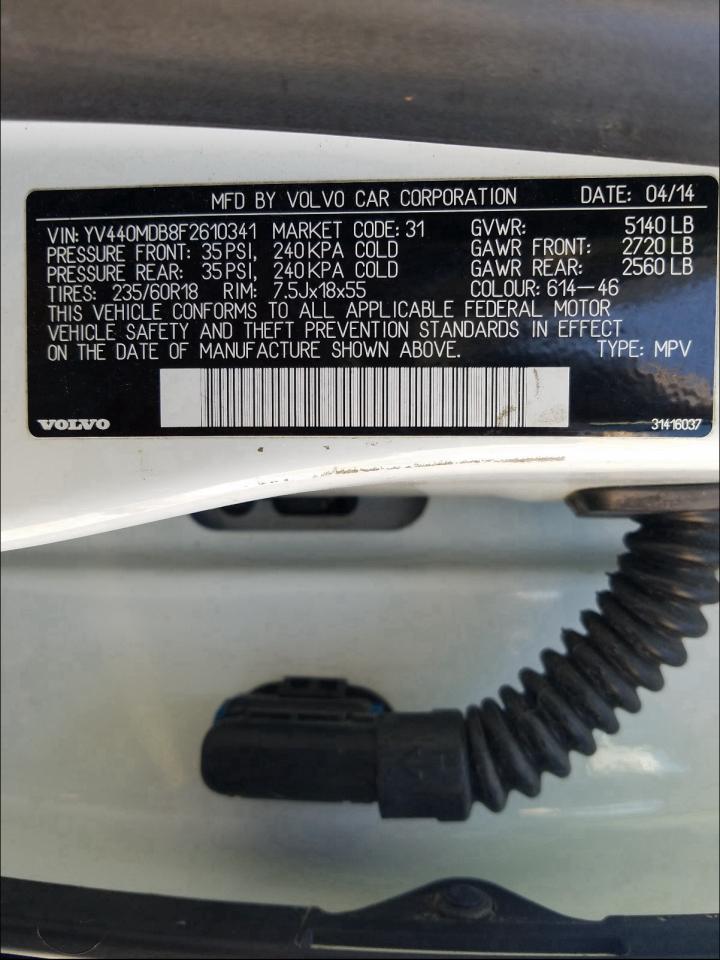 MFD BY VOLVO CAR CORPORATION DATE: 04/14
VIN: YV440MDB8F2610341 MARKET CODE: 31 GVWR: 5140 LB
PRESSURE FRONT: 35 PSI, 240 KPA COLD GAWR FRONT: 2720 LB
PRESSURE REAR: 35 PSI, 240 KPA COLD GAWR REAR: 2560 LB
TIRES: 235/60R18 RIM: 7.5Jx18x55 COLOUR: 614-46
THIS VEHICLE CONFORMS TO ALL APPLICABLE FEDERAL MOTOR
VEHICLE SAFETY AND THEFT PREVENTION STANDARDS IN EFFECT
ON THE DATE OF MANUFACTURE SHOWN ABOVE. TYPE: MPV
VOLVO 31416037